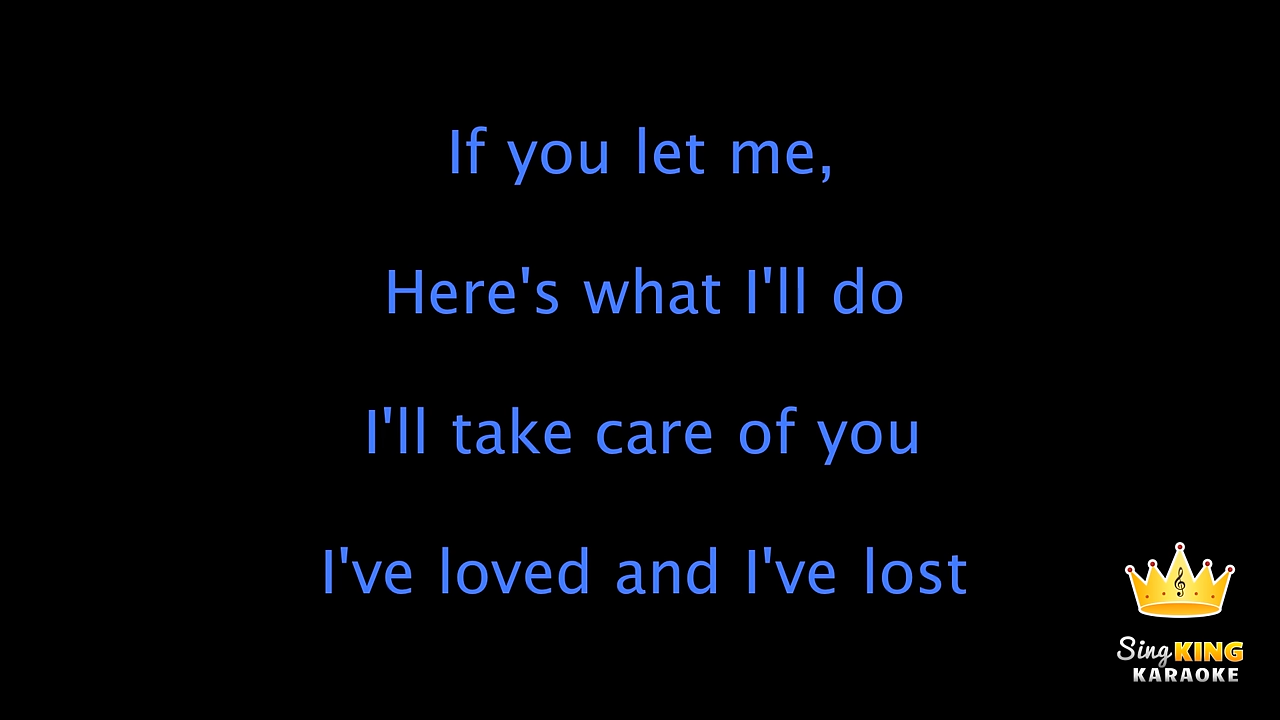 If you let me,
Here's what I'll do
I'll take care of you
I've loved and I've lost
Sing KING
KARAOKE